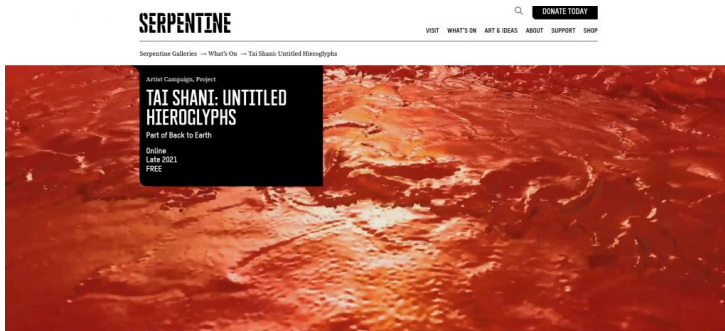 SERPENTINE
DONATE TODAY
VISIT WHAT'S ON ART & IDEAS ABOUT SUPPORT SHOP
Serpentine Galleries → What's On → Tai Shani: Untitled Hieroglyphs
Artist Campaign, Project
TAI SHANI: UNTITLED
HIEROGLYPHS
Part of Back to Earth
Online
Late 2021
FREE